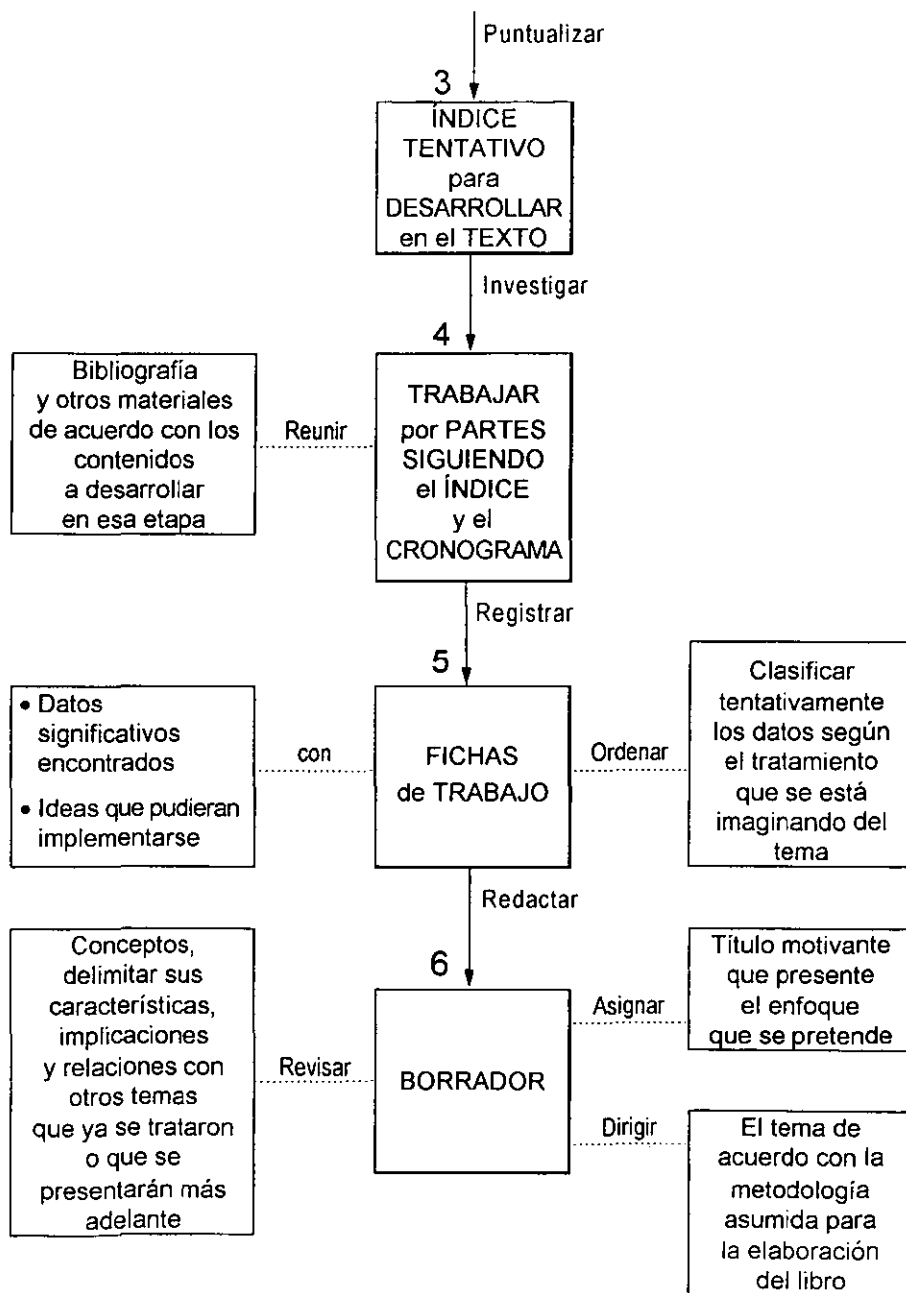 Puntualizar
3
ÍNDICE
TENTATIVO
para
DESARROLLAR
en el TEXTO
Investigar
4
Bibliografía
y otros materiales
de acuerdo con los
contenidos
a desarrollar
en esa etapa
Reunir
TRABAJAR
por PARTES
SIGUIENDO
el ÍNDICE
y el
CRONOGRAMA
Registrar
5
• Datos
significativos
encontrados
• Ideas que pudieran
implementarse
con
FICHAS
de TRABAJO
Ordenar
Clasificar
tentativamente
los datos según
el tratamiento
que se está
imaginando del
tema
Redactar
6
Conceptos,
delimitar sus
características,
implicaciones
y relaciones con
otros temas
que ya se trataron
o que se
presentarán más
adelante
Revisar
BORRADOR
Asignar
Título motivante
que presente
el enfoque
que se pretende
Dirigir
El tema de
acuerdo con la
metodología
asumida para
la elaboración
del libro